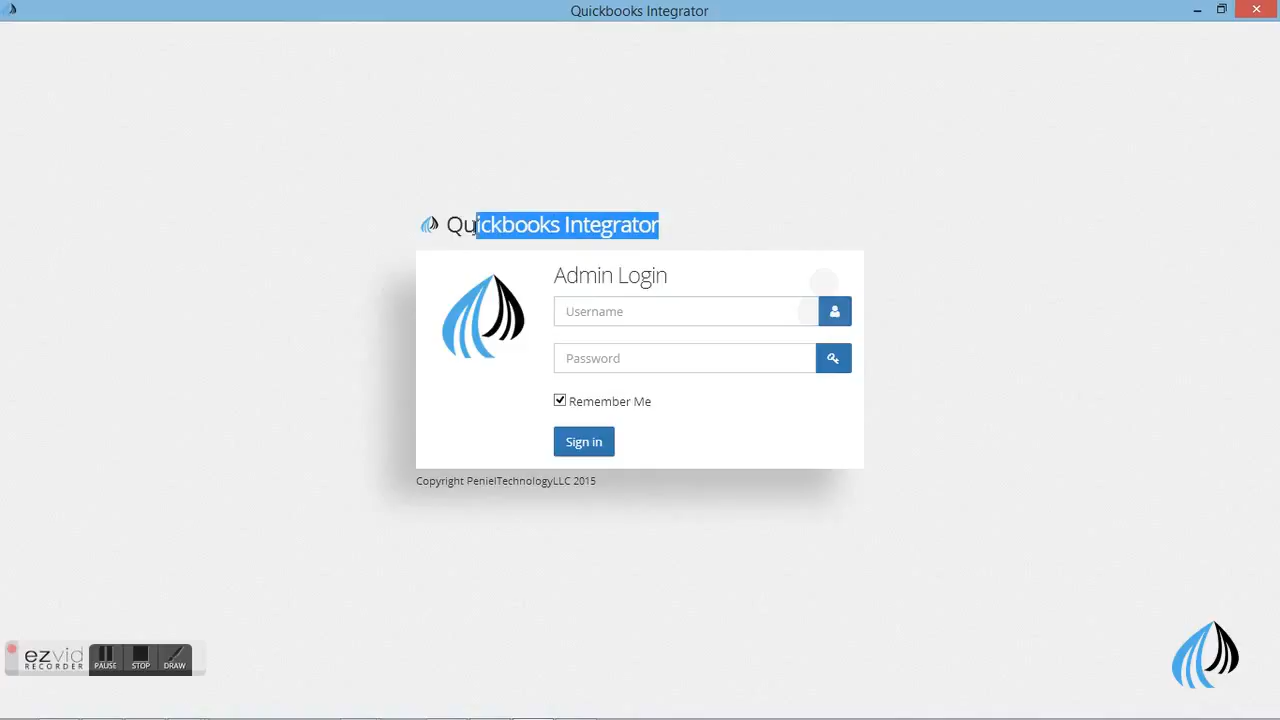 Quickbooks Integrator
Quickbooks Integrator
Admin Login
Username
Password
Remember Me
Sign in
Copyright PenielTechnologyLLC 2015
ezvid
RECORDER
PAUSE
STOP
DRAW